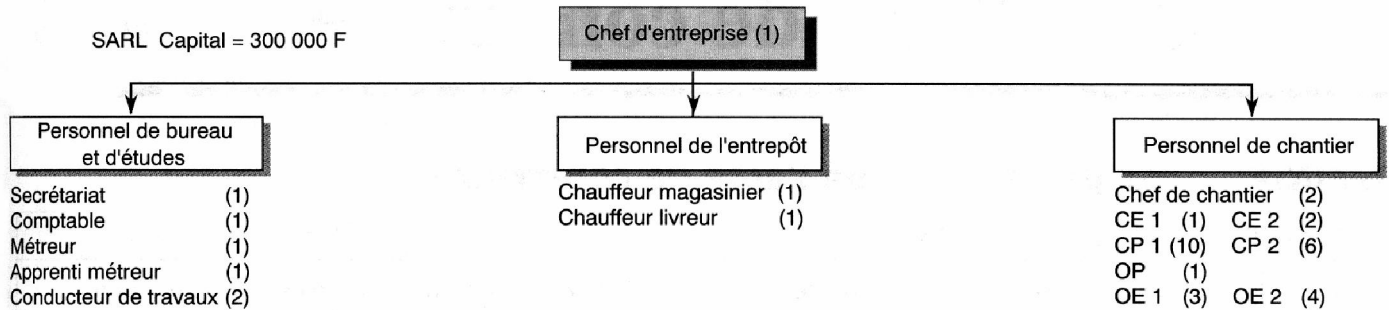 SARL Capital = 300 000 F
Chef d'entreprise (1)
Personnel de bureau
et d'études
Secrétariat (1)
Comptable (1)
Métreur (1)
Apprenti métreur (1)
Conducteur de travaux (2)
Personnel de l'entrepôt
Chauffeur magasinier (1)
Chauffeur livreur (1)
Personnel de chantier
Chef de chantier (2)
CE 1 (1) CE 2 (2)
CP 1 (10) CP 2 (6)
OP (1)
OE 1 (3) OE 2 (4)